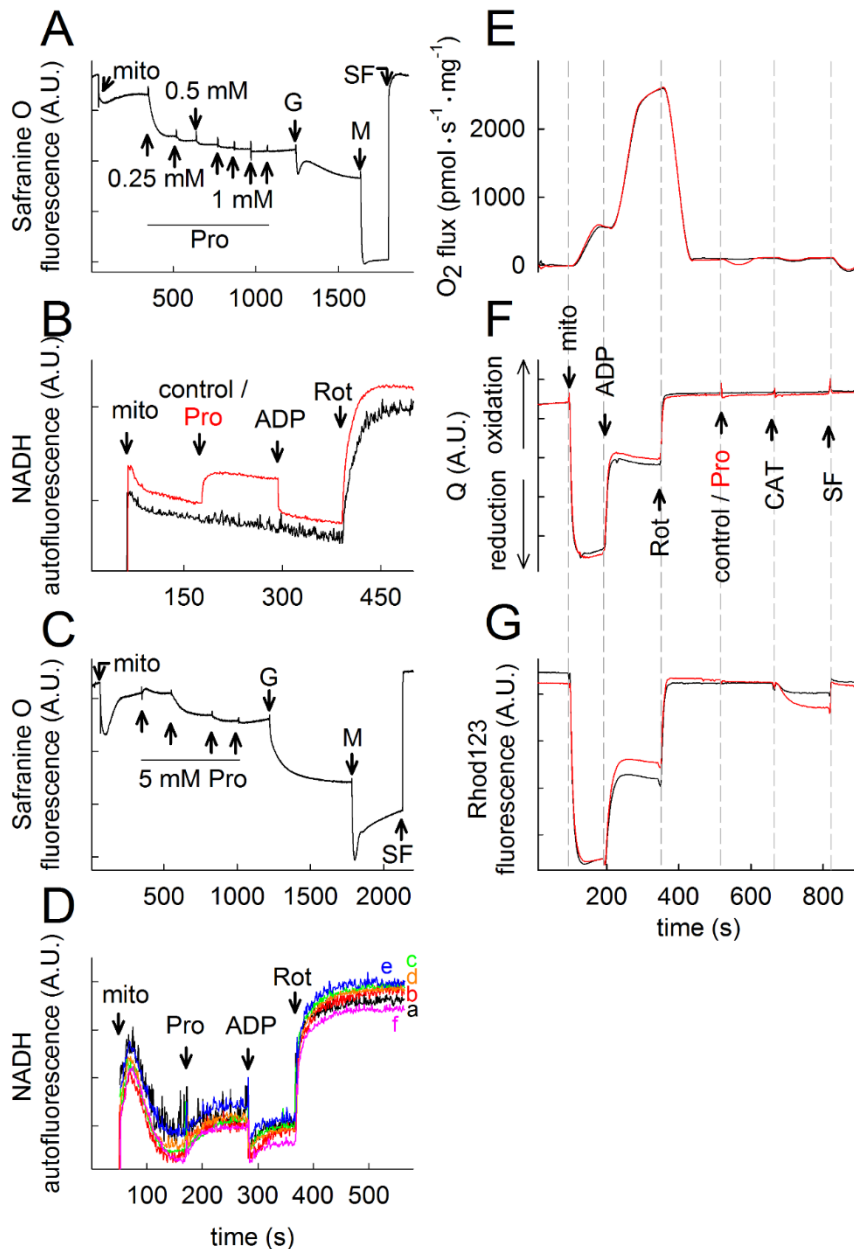 A
Safranine O
fluorescence (A.U.)
mito
0.5 mM
0.25 mM
1 mM
Pro
G
M
SF
500
1000
1500
B
NADH
autofluorescence (A.U.)
mito
control /
Pro
ADP
Rot
150
300
450
C
Safranine O
fluorescence (A.U.)
mito
5 mM Pro
G
M
SF
500
1000
1500
2000
D
NADH
autofluorescence (A.U.)
mito
Pro
ADP
Rot
e
c
d
b
a
f
100
200
300
400
500
time (s)
E
O2 flux (pmol · s-1 · mg-1)
2000
1000
0
F
Q (A.U.)
reduction
oxidation
mito
ADP
Rot
control / Pro
CAT
SF
G
Rhod123
fluorescence (A.U.)
200
400
600
800
time (s)